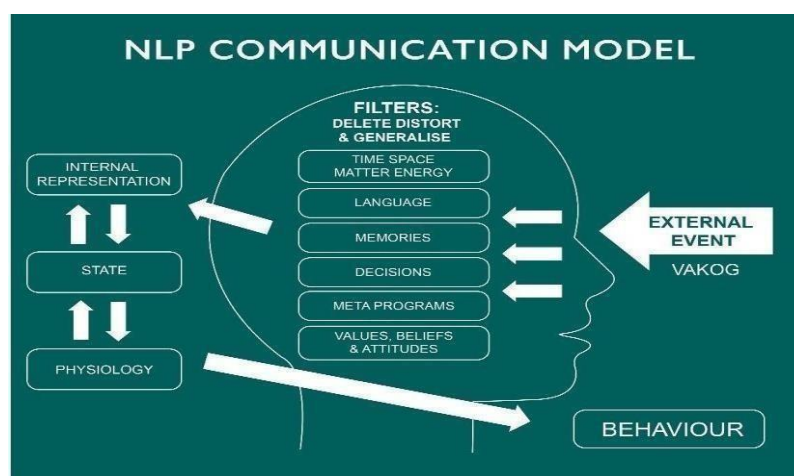 NLP COMMUNICATION MODEL
FILTERS:
DELETE DISTORT
& GENERALISE
TIME SPACE
MATTER ENERGY
LANGUAGE
MEMORIES
DECISIONS
META PROGRAMS
VALUES, BELIEFS
& ATTITUDES
INTERNAL
REPRESENTATION
STATE
PHYSIOLOGY
EXTERNAL
EVENT
VAKOG
BEHAVIOUR